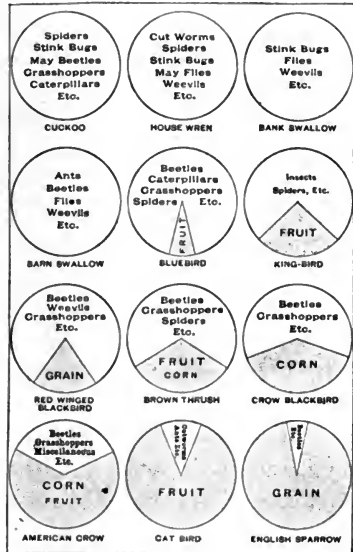 Spiders
Stink Bugs
May Beetles
Grasshoppers
Caterpillars
Etc.
CUCKOO
Cut Worms
Spiders
Stink Bugs
May Flies
Weevils
Etc.
HOUSE WREN
Stink Bugs
Flies
Weevils
Etc.
BANK SWALLOW
Ants
Beetles
Flies
Weevils
Etc.
BARN SWALLOW
Beetles
Caterpillars
Grasshoppers
Spiders Etc.
FRUIT
BLUEBIRD
Insects
Spiders, Etc.
FRUIT
KING-BIRD
Beetles
Weevils
Grasshoppers
Etc.
GRAIN
RED WINGED
BLACKBIRD
Beetles
Grasshoppers
Spiders
Etc.
FRUIT
CORN
BROWN THRUSH
Beetles
Grasshoppers
Etc.
CORN
CROW BLACKBIRD
Beetles
Grasshoppers
Miscellaneous
Etc.
CORN
FRUIT
AMERICAN CROW
Ants Etc
FRUIT
CAT BIRD
Beetles
Etc.
GRAIN
ENGLISH SPARROW